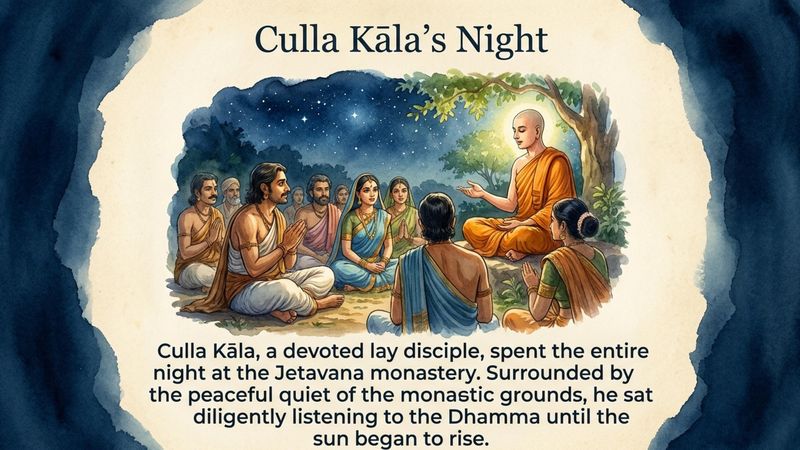 Culla Kāla’s Night
Culla Kāla, a devoted lay disciple, spent the entire
night at the Jetavana monastery. Surrounded by
the peaceful quiet of the monastic grounds, he sat
diligently listening to the Dhamma until the
sun began to rise.